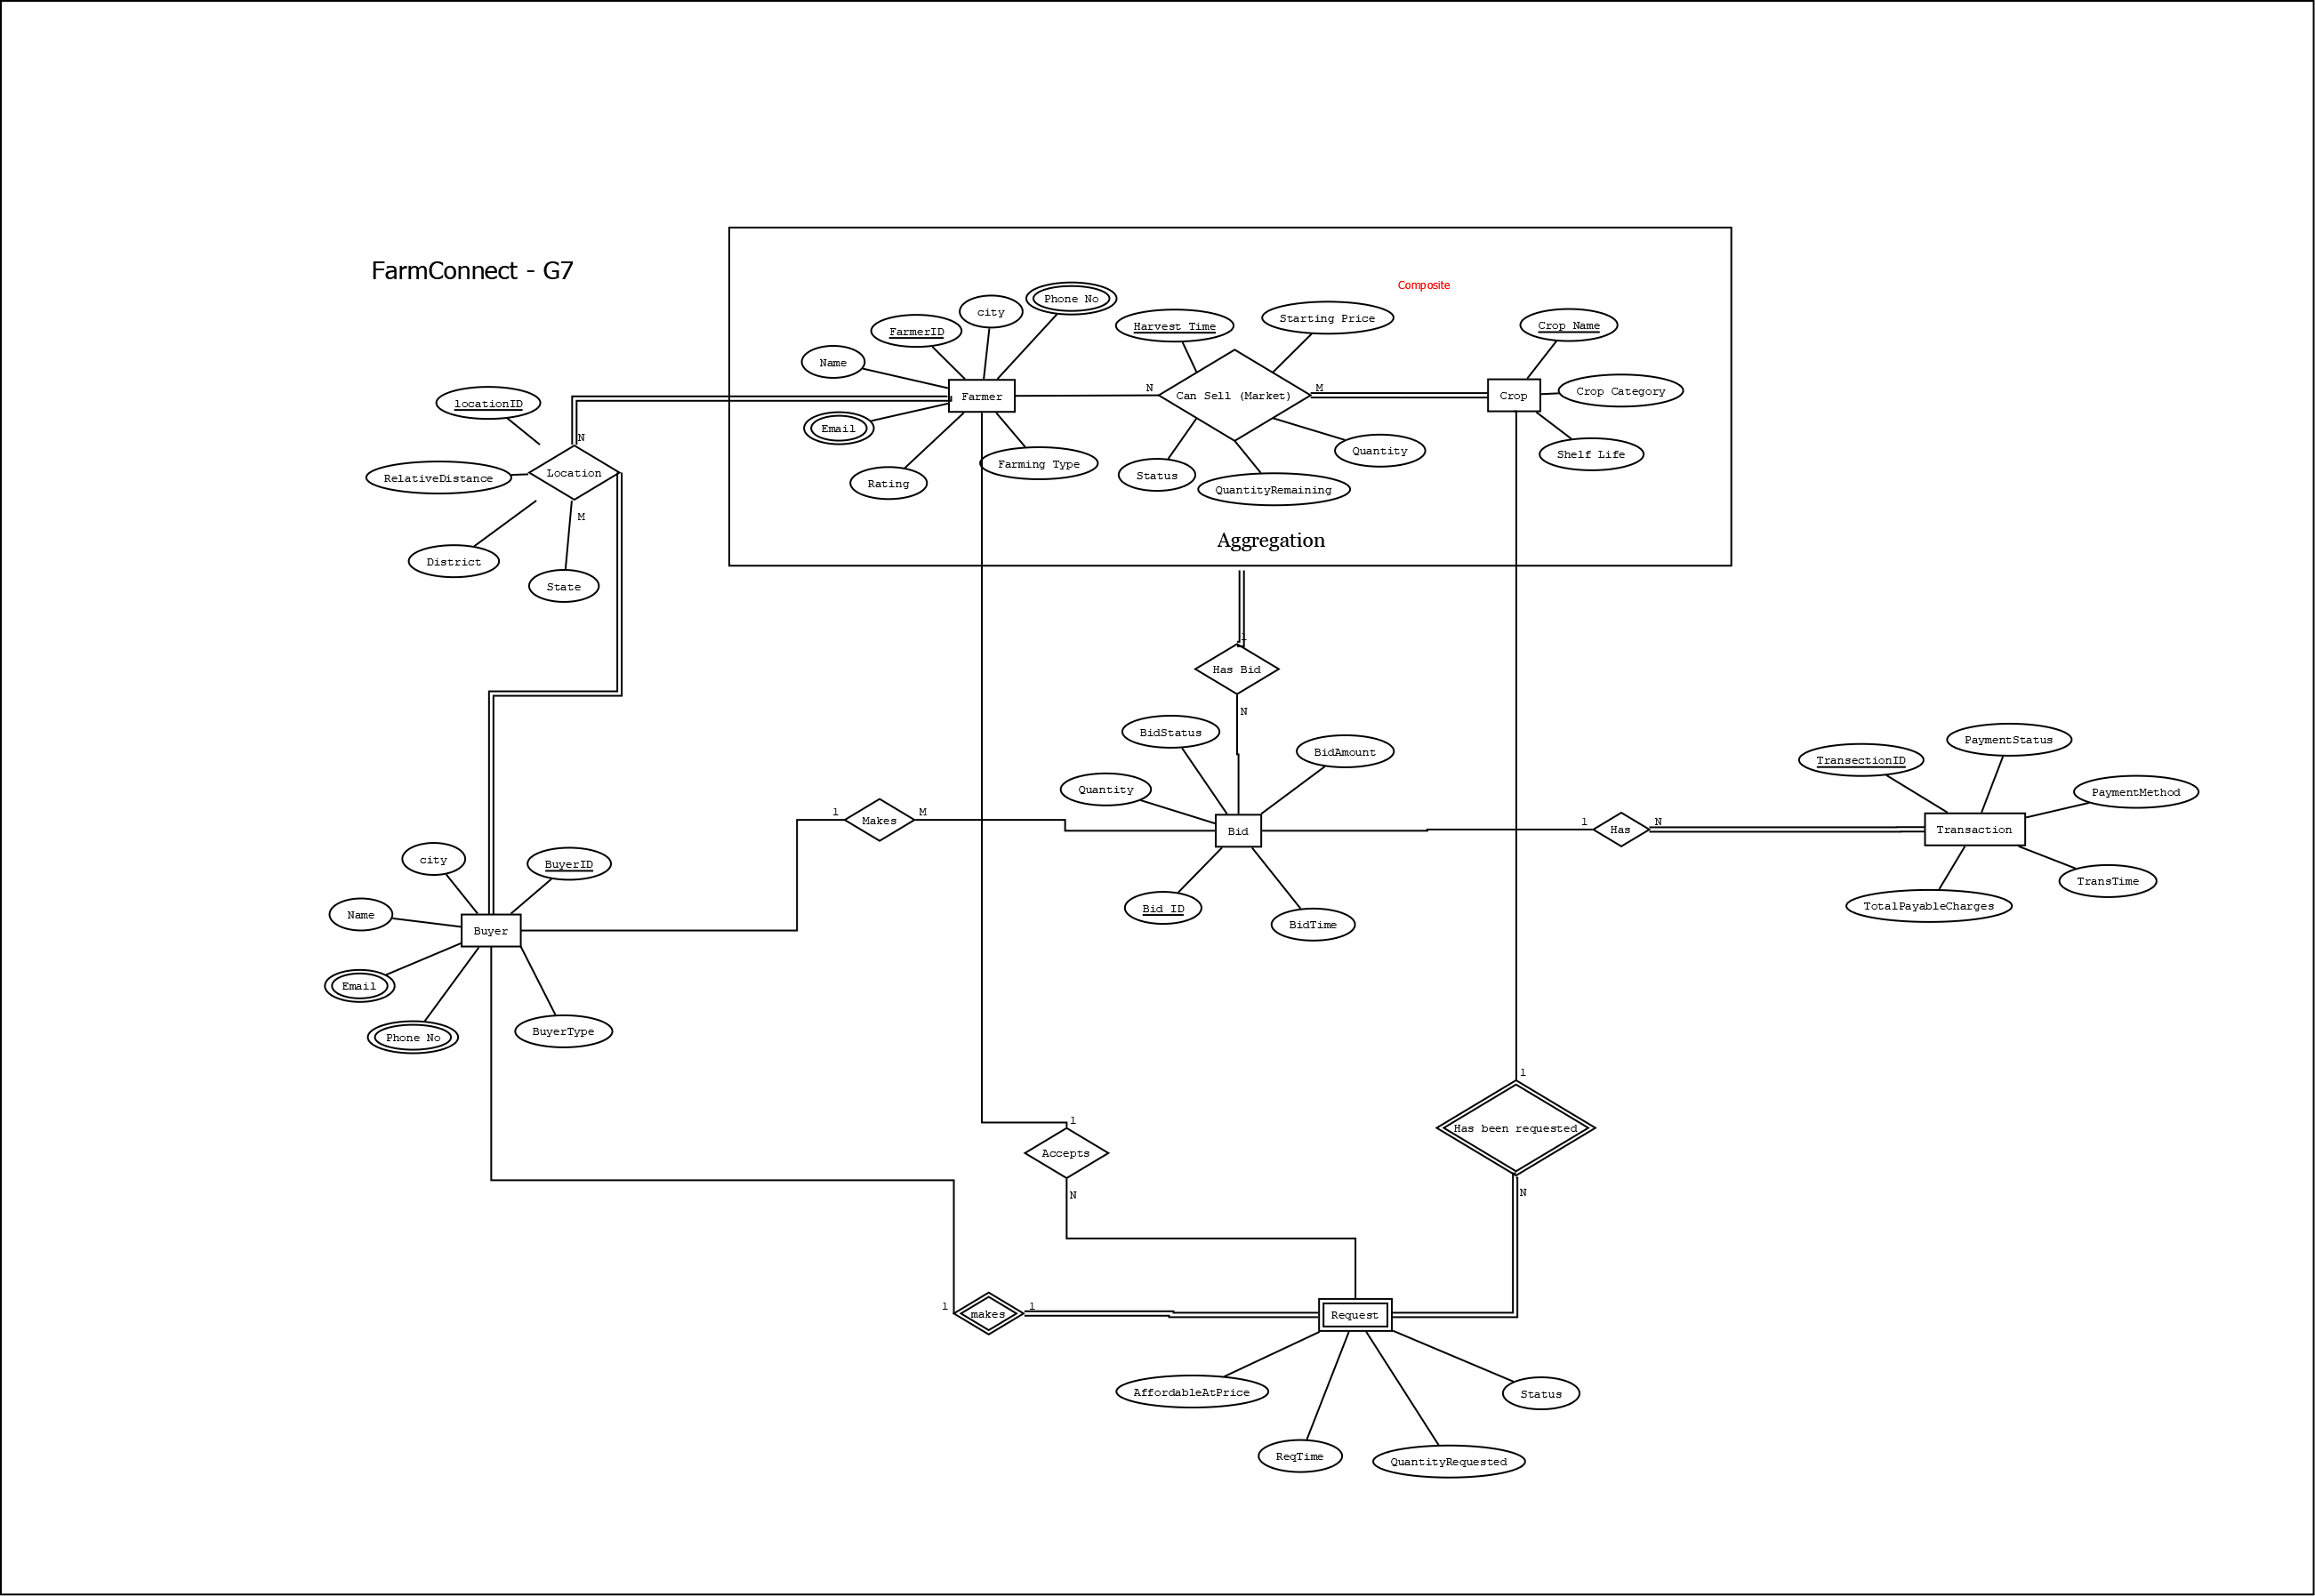 FarmConnect - G7
Composite
Phone No
city
FarmerID
Name
Farmer
Email
Rating
Farming Type
Harvest Time
Starting Price
N
Can Sell (Market)
M
Status
QuantityRemaining
Quantity
Crop Name
Crop
Crop Category
Shelf Life
Aggregation
locationID
N
Location
RelativeDistance
M
District
State
1
Has Bid
N
BidStatus
BidAmount
Quantity
Bid
Bid ID
BidTime
1
Makes
M
1
Has
N
TransectionID
PaymentStatus
PaymentMethod
Transaction
TransTime
TotalPayableCharges
city
BuyerID
Name
Buyer
Email
Phone No
BuyerType
1
Accepts
N
1
Has been requested
N
1
makes
1
Request
AffordableAtPrice
Status
ReqTime
QuantityRequested